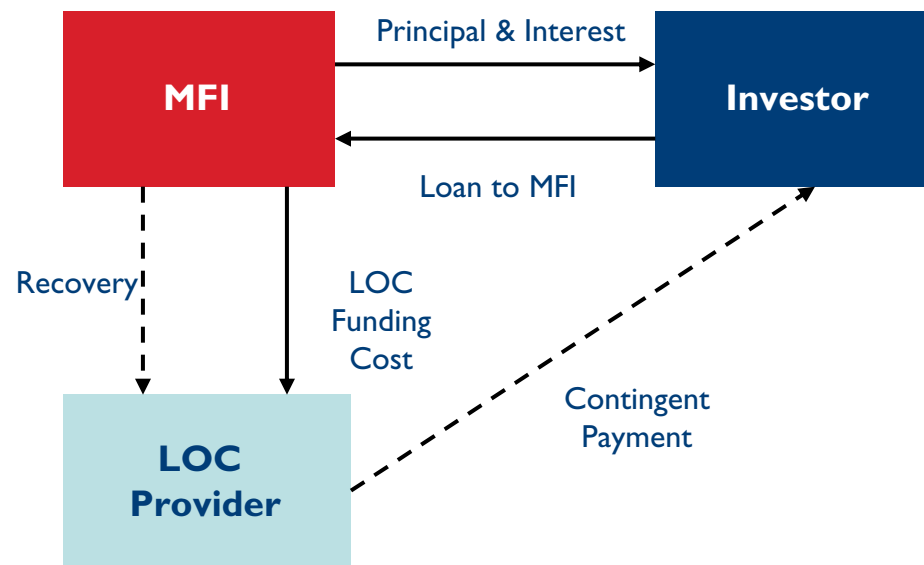 Principal & Interest
MFI
Investor
Loan to MFI
Recovery
LOC
Funding
Cost
Contingent
Payment
LOC
Provider